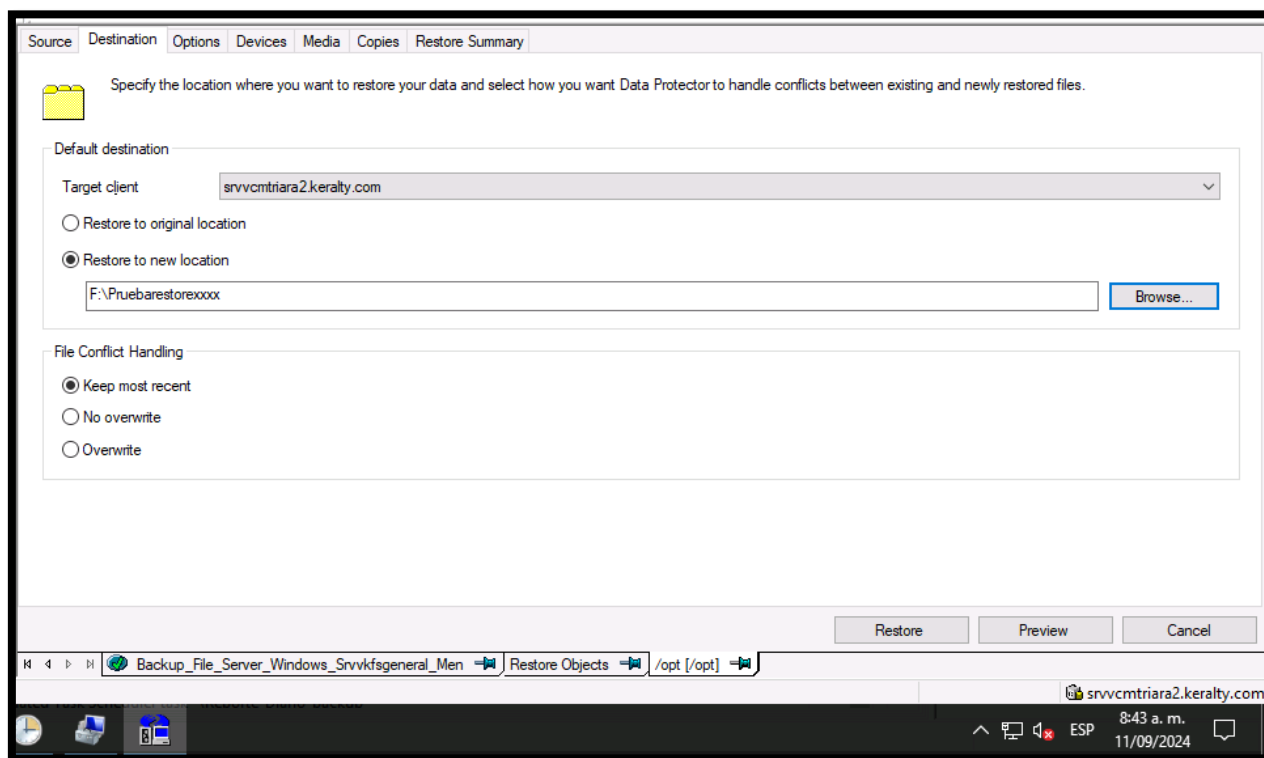 Source Destination Options Devices Media Copies Restore Summary
Specify the location where you want to restore your data and select how you want Data Protector to handle conflicts between existing and newly restored files.
Default destination
Target client srvvcmtriara2.keralty.com
Restore to original location
Restore to new location
F:\Pruebarestorexxxx Browse...
File Conflict Handling
Keep most recent
No overwrite
Overwrite
Restore Preview Cancel
Backup_File_Server_Windows_Srvvkfsgeneral_Men Restore Objects /opt [/opt]
srvvcmtriara2.keralty.com
ESP 8:43 a. m.
11/09/2024